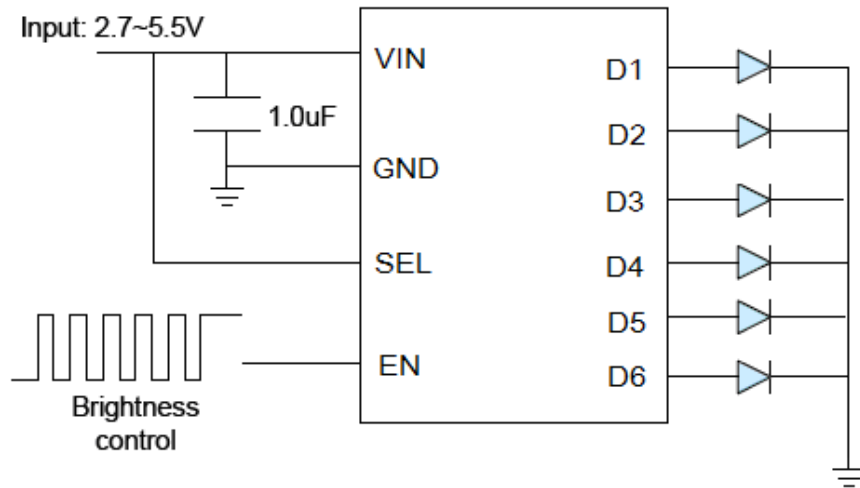 Input: 2.7~5.5V
VIN
1.0uF
GND
SEL
EN
Brightness
control
D1
D2
D3
D4
D5
D6